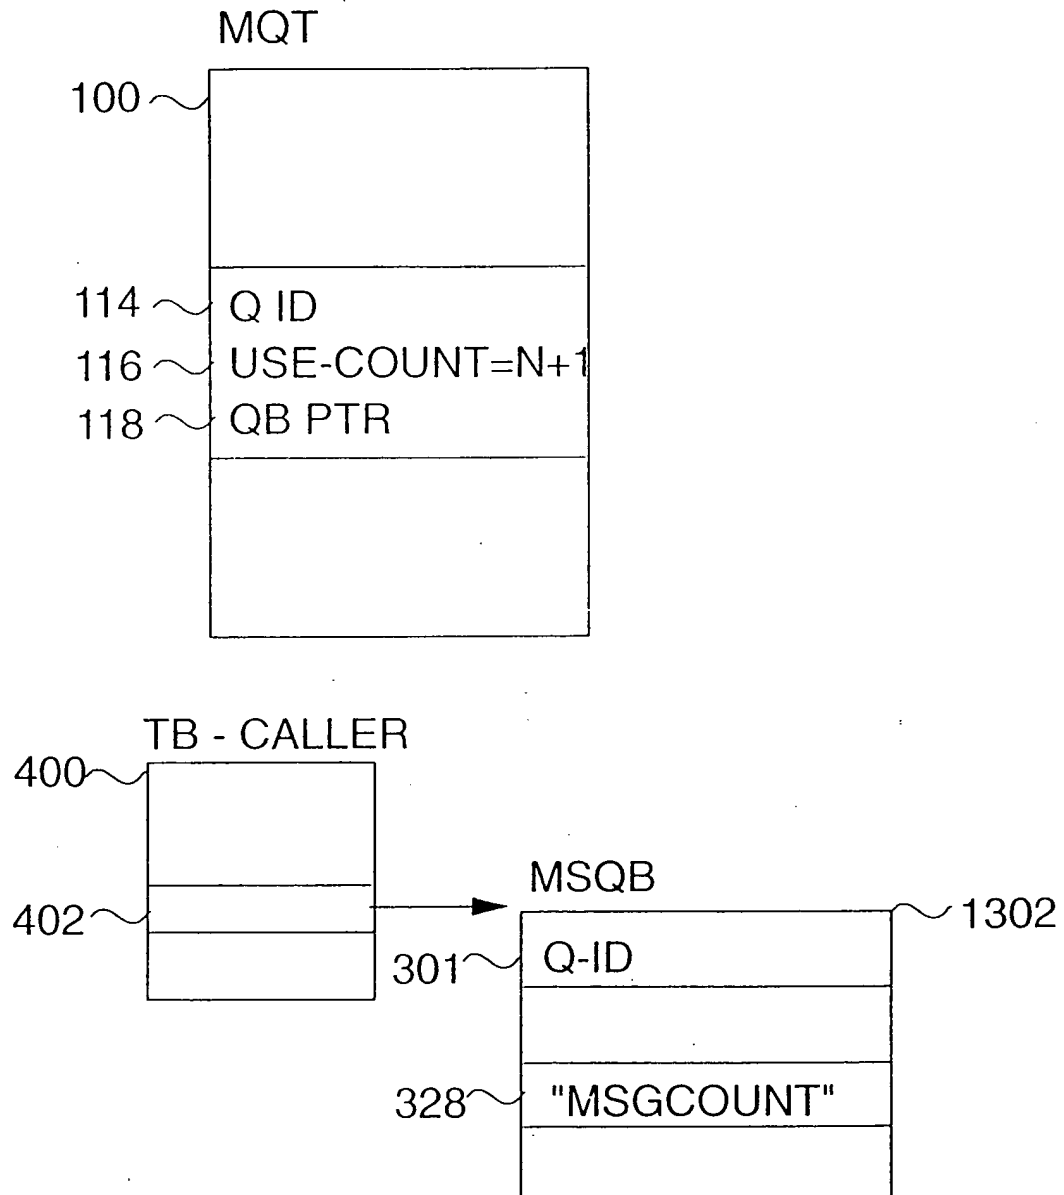 MQT
100
114 Q ID
116 USE-COUNT=N+1
118 QB PTR
TB - CALLER
400
402
MSQB
1302
301 Q-ID
328 "MSGCOUNT"